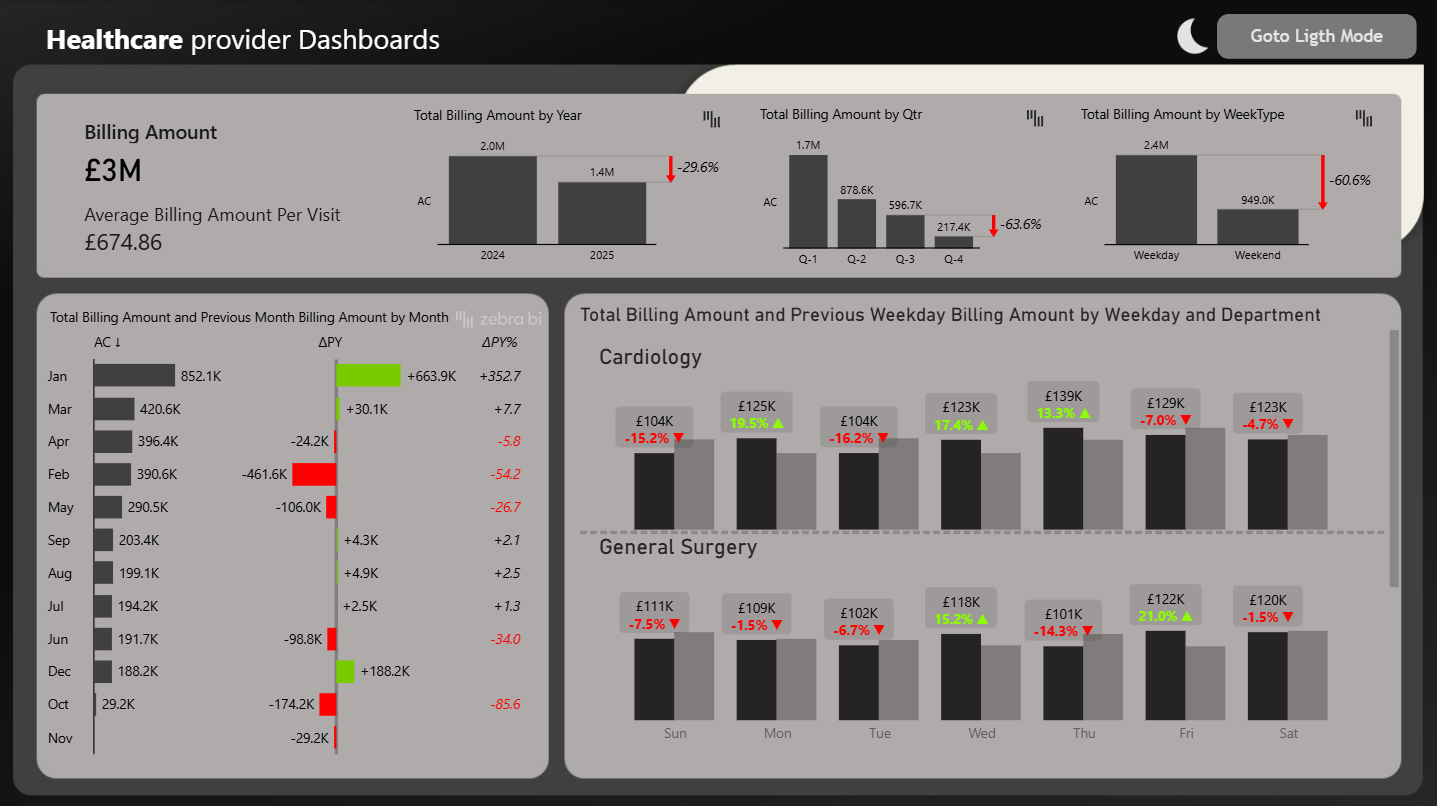 Healthcare provider Dashboards
Goto Ligth Mode
Billing Amount
£3M
Average Billing Amount Per Visit
£674.86
Total Billing Amount by Year
2.0M
1.4M
-29.6%
AC
2024 2025
Total Billing Amount by Qtr
1.7M
878.6K
596.7K
217.4K
-63.6%
AC
Q-1 Q-2 Q-3 Q-4
Total Billing Amount by WeekType
2.4M
949.0K
-60.6%
AC
Weekday Weekend
Total Billing Amount and Previous Month Billing Amount by Month
zebra bi
AC ↓ ΔPY ΔPY%
Jan 852.1K +663.9K +352.7
Mar 420.6K +30.1K +7.7
Apr 396.4K -24.2K -5.8
Feb 390.6K -461.6K -54.2
May 290.5K -106.0K -26.7
Sep 203.4K +4.3K +2.1
Aug 199.1K +4.9K +2.5
Jul 194.2K +2.5K +1.3
Jun 191.7K -98.8K -34.0
Dec 188.2K +188.2K
Oct 29.2K -174.2K -85.6
Nov -29.2K
Total Billing Amount and Previous Weekday Billing Amount by Weekday and Department
Cardiology
£104K £125K £104K £123K £139K £129K £123K
-15.2% ▼ 19.5% ▲ -16.2% ▼ 17.4% ▲ 13.3% ▲ -7.0% ▼ -4.7% ▼
General Surgery
£111K £109K £102K £118K £101K £122K £120K
-7.5% ▼ -1.5% ▼ -6.7% ▼ 15.2% ▲ -14.3% ▼ 21.0% ▲ -1.5% ▼
Sun Mon Tue Wed Thu Fri Sat